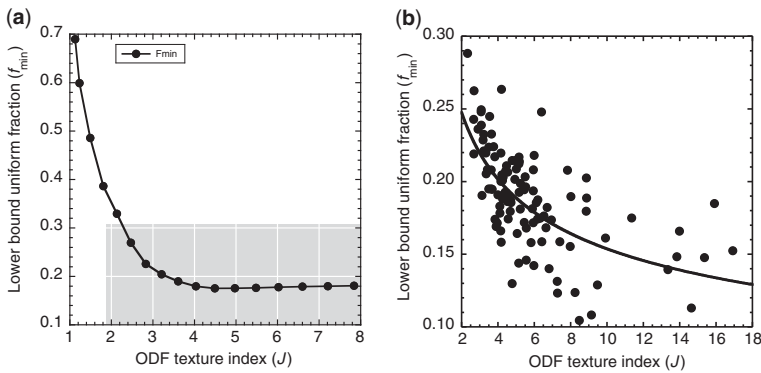 (a)
0.7
0.6
0.5
0.4
0.3
0.2
0.1
Lower bound uniform fraction (fmin)
Fmin
1 2 3 4 5 6 7 8
ODF texture index (J)
(b)
0.30
0.25
0.20
0.15
0.10
Lower bound uniform fraction (fmin)
2 4 6 8 10 12 14 16 18
ODF texture index (J)